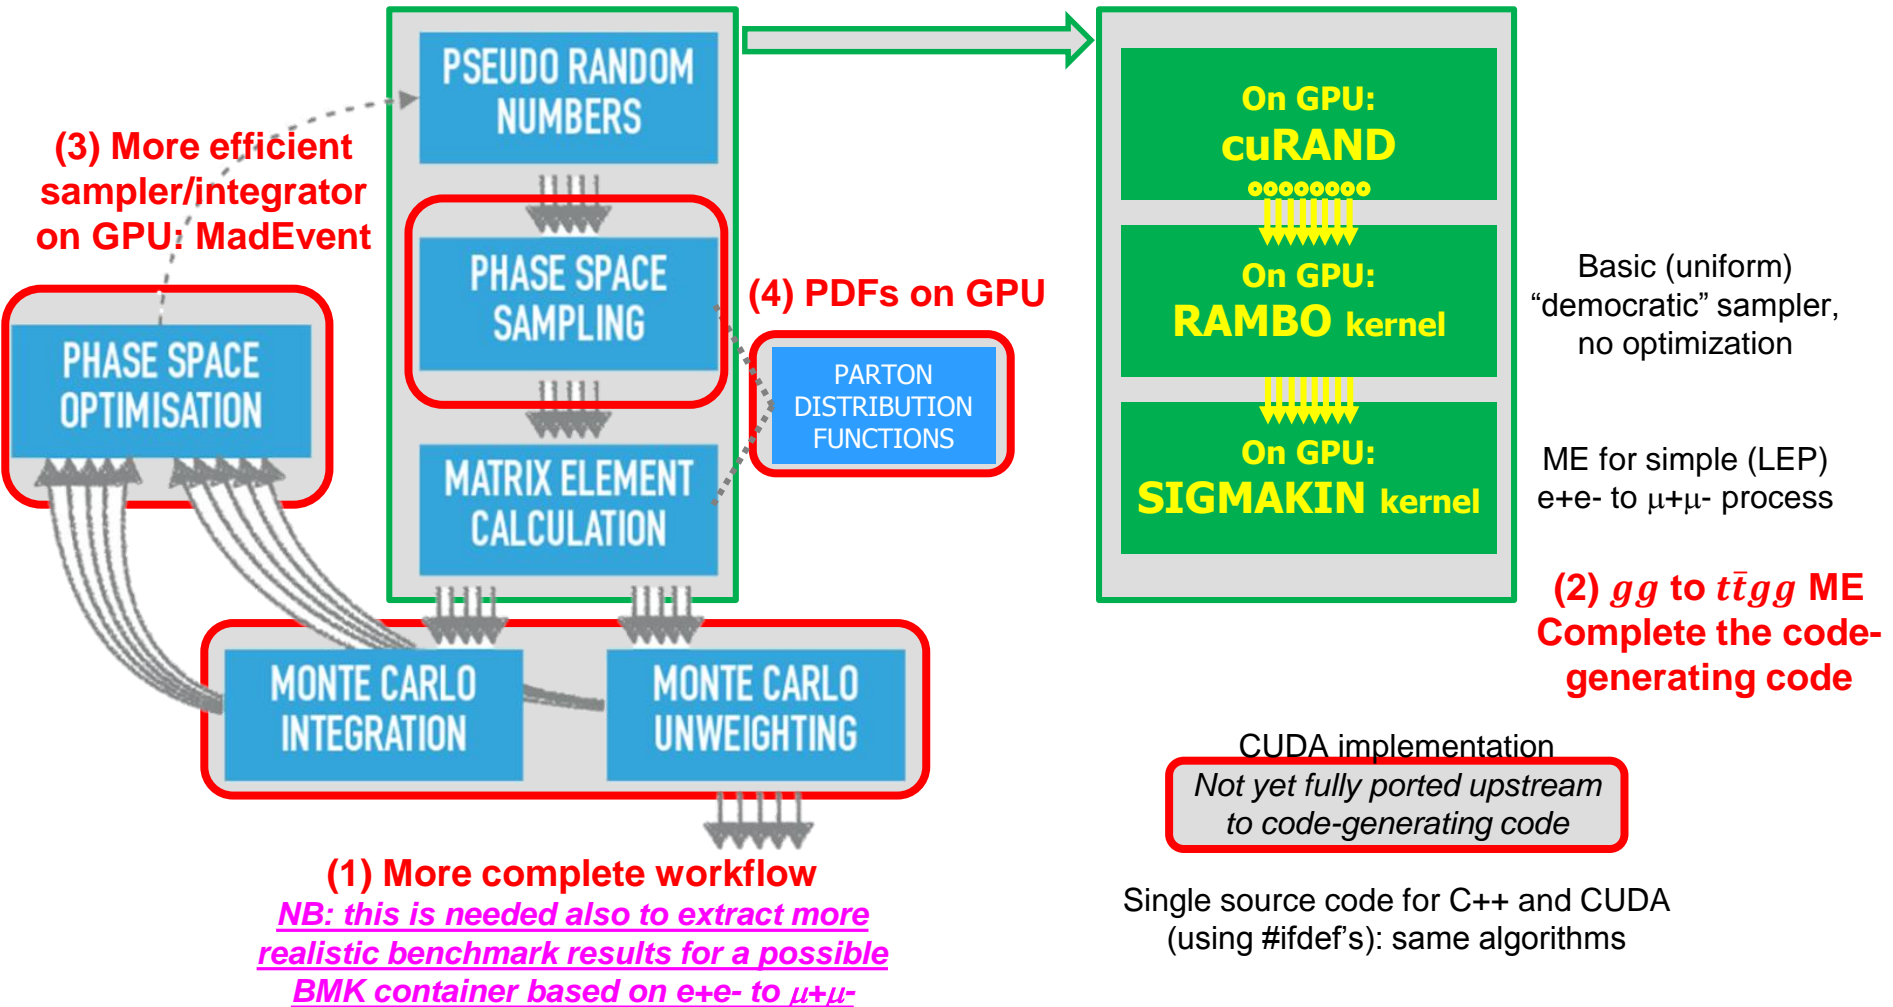 PSEUDO RANDOM
NUMBERS
(3) More efficient
sampler/integrator
on GPU: MadEvent
PHASE SPACE
SAMPLING
(4) PDFs on GPU
PARTON
DISTRIBUTION
FUNCTIONS
PHASE SPACE
OPTIMISATION
MATRIX ELEMENT
CALCULATION
MONTE CARLO
INTEGRATION
MONTE CARLO
UNWEIGHTING
(1) More complete workflow
NB: this is needed also to extract more
realistic benchmark results for a possible
BMK container based on e+e- to μ+μ-
On GPU:
cuRAND
On GPU:
RAMBO kernel
On GPU:
SIGMAKIN kernel
Basic (uniform)
“democratic” sampler,
no optimization
ME for simple (LEP)
e+e- to μ+μ- process
(2) gg to tt̄gg ME
Complete the code-
generating code
CUDA implementation
Not yet fully ported upstream
to code-generating code
Single source code for C++ and CUDA
(using #ifdef’s): same algorithms